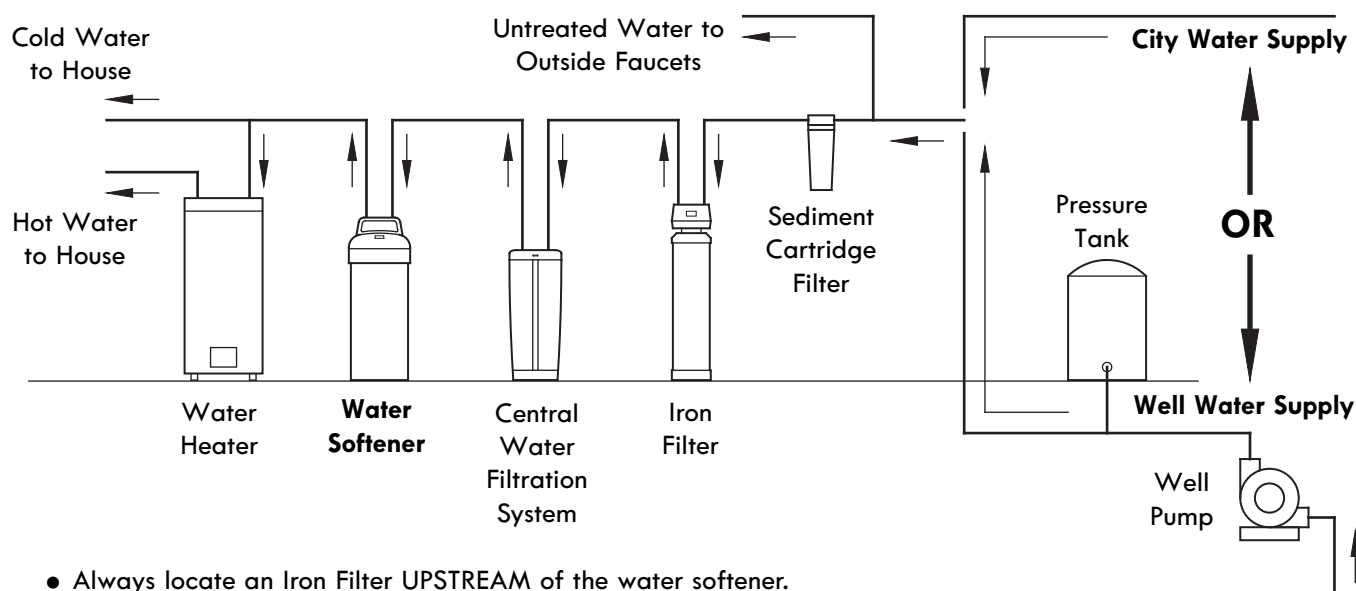 Cold Water
to House
Untreated Water to
Outside Faucets
City Water Supply
Hot Water
to House
Sediment
Cartridge
Filter
Pressure
Tank
OR
Water
Heater
Water
Softener
Central
Water
Filtration
System
Iron
Filter
Well Water Supply
Well
Pump
● Always locate an Iron Filter UPSTREAM of the water softener.